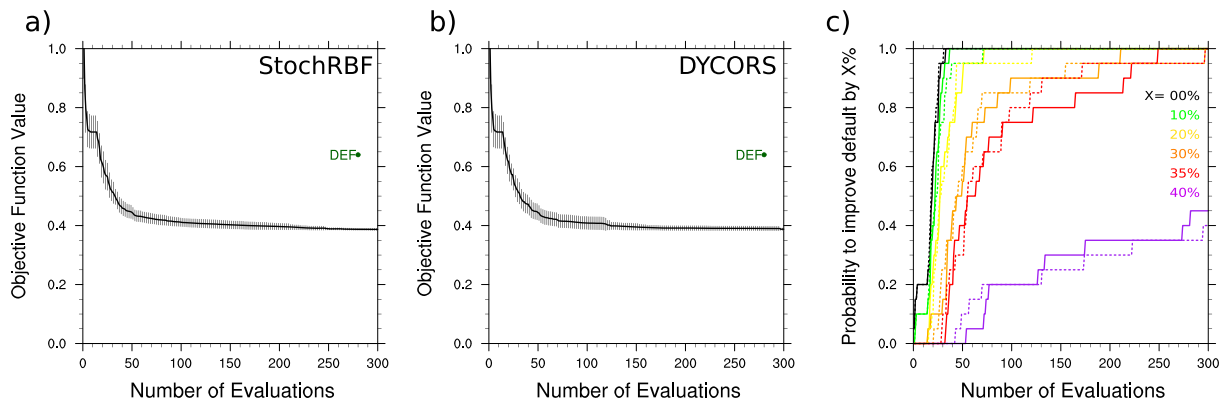 a)
StochRBF
DEF
1.0
0.8
0.6
0.4
0.2
0.0
0 50 100 150 200 250 300
Objective Function Value
Number of Evaluations
b)
DYCORS
DEF
1.0
0.8
0.6
0.4
0.2
0.0
0 50 100 150 200 250 300
Objective Function Value
Number of Evaluations
c)
X= 00%
10%
20%
30%
35%
40%
1.0
0.8
0.6
0.4
0.2
0.0
0 50 100 150 200 250 300
Probability to improve default by X%
Number of Evaluations